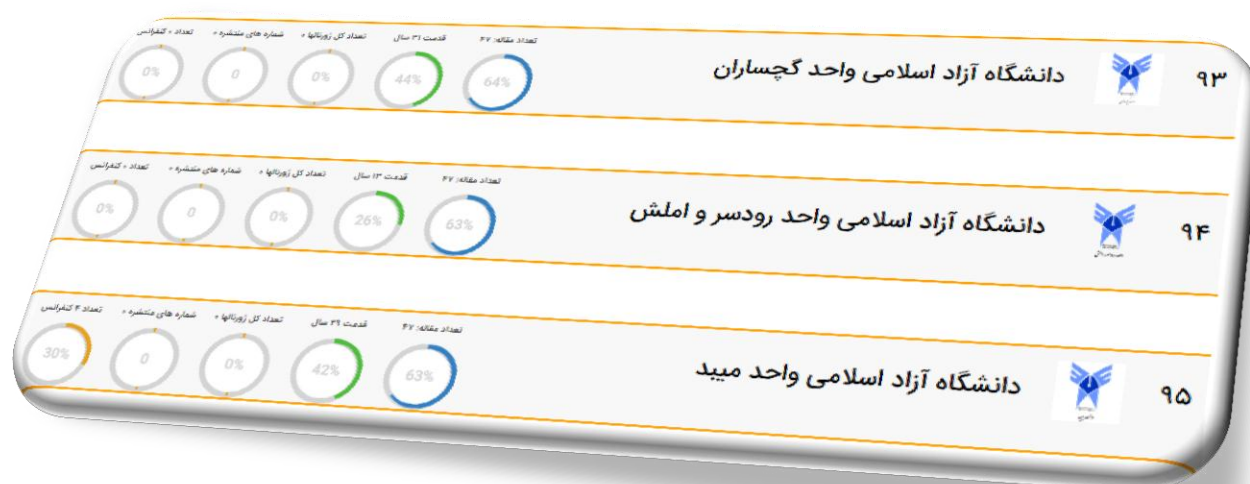 ۹۳
دانشگاه آزاد اسلامی واحد گچساران
تعداد مقاله: ۴۷
64%
قدمت ۳۱ سال
44%
تعداد کل ژورنالها ۰
0%
شماره های منتشره ۰
0
تعداد ۰ کنفرانس
0%
۹۴
دانشگاه آزاد اسلامی واحد رودسر و املش
تعداد مقاله: ۴۷
63%
قدمت ۱۳ سال
26%
تعداد کل ژورنالها ۰
0%
شماره های منتشره ۰
0
تعداد ۰ کنفرانس
0%
۹۵
دانشگاه آزاد اسلامی واحد میبد
تعداد مقاله: ۴۷
63%
قدمت ۲۹ سال
42%
تعداد کل ژورنالها ۰
0%
شماره های منتشره ۰
0
تعداد ۴ کنفرانس
30%